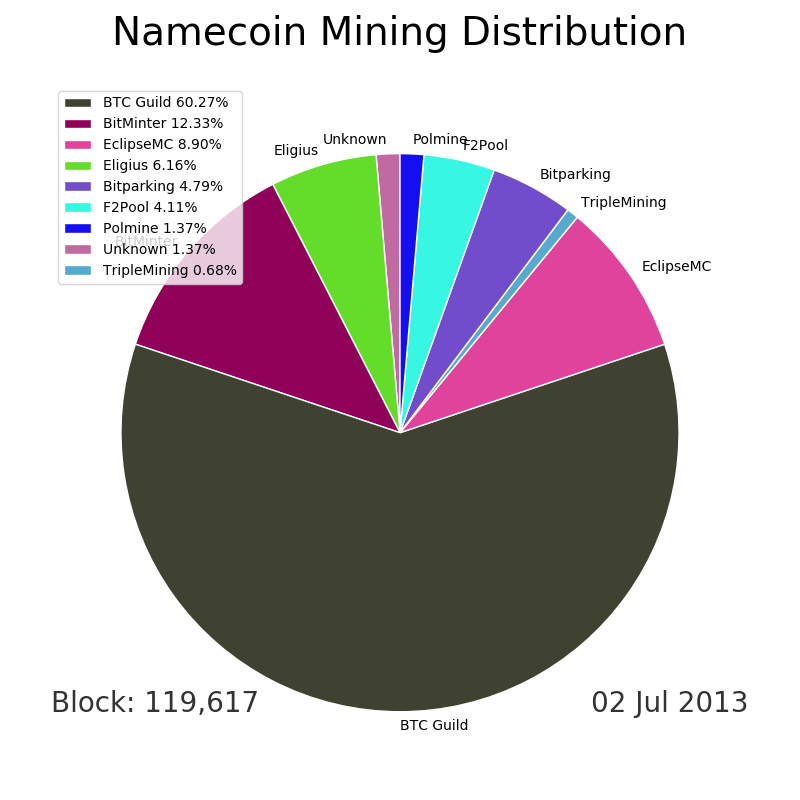 Namecoin Mining Distribution
BTC Guild 60.27%
BitMinter 12.33%
EclipseMC 8.90%
Eligius 6.16%
Bitparking 4.79%
F2Pool 4.11%
Polmine 1.37%
Unknown 1.37%
TripleMining 0.68%
Unknown
Polmine
F2Pool
Eligius
Bitparking
TripleMining
BitMinter
EclipseMC
Block: 119,617
02 Jul 2013
BTC Guild